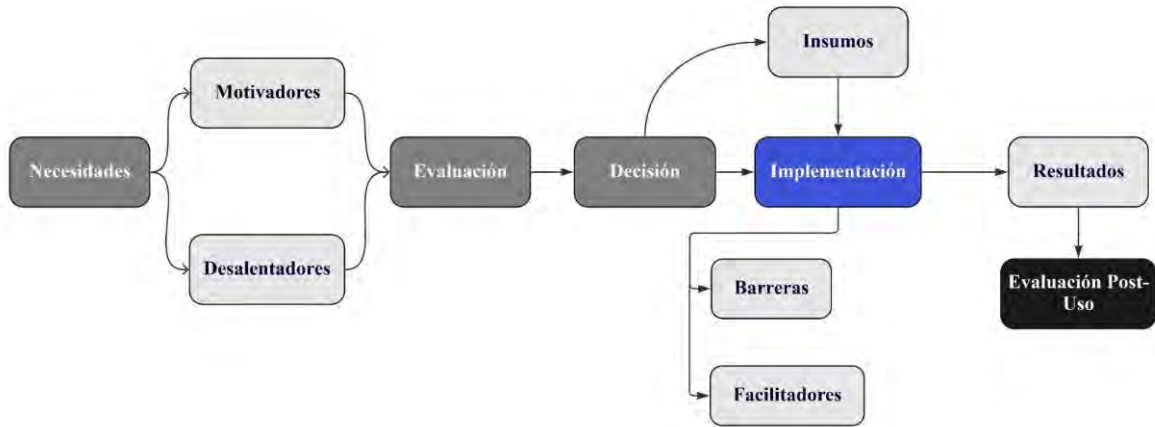 Insumos
Motivadores
Necesidades
Evaluación
Decisión
Implementación
Resultados
Desalentadores
Barreras
Evaluación Post-
Uso
Facilitadores